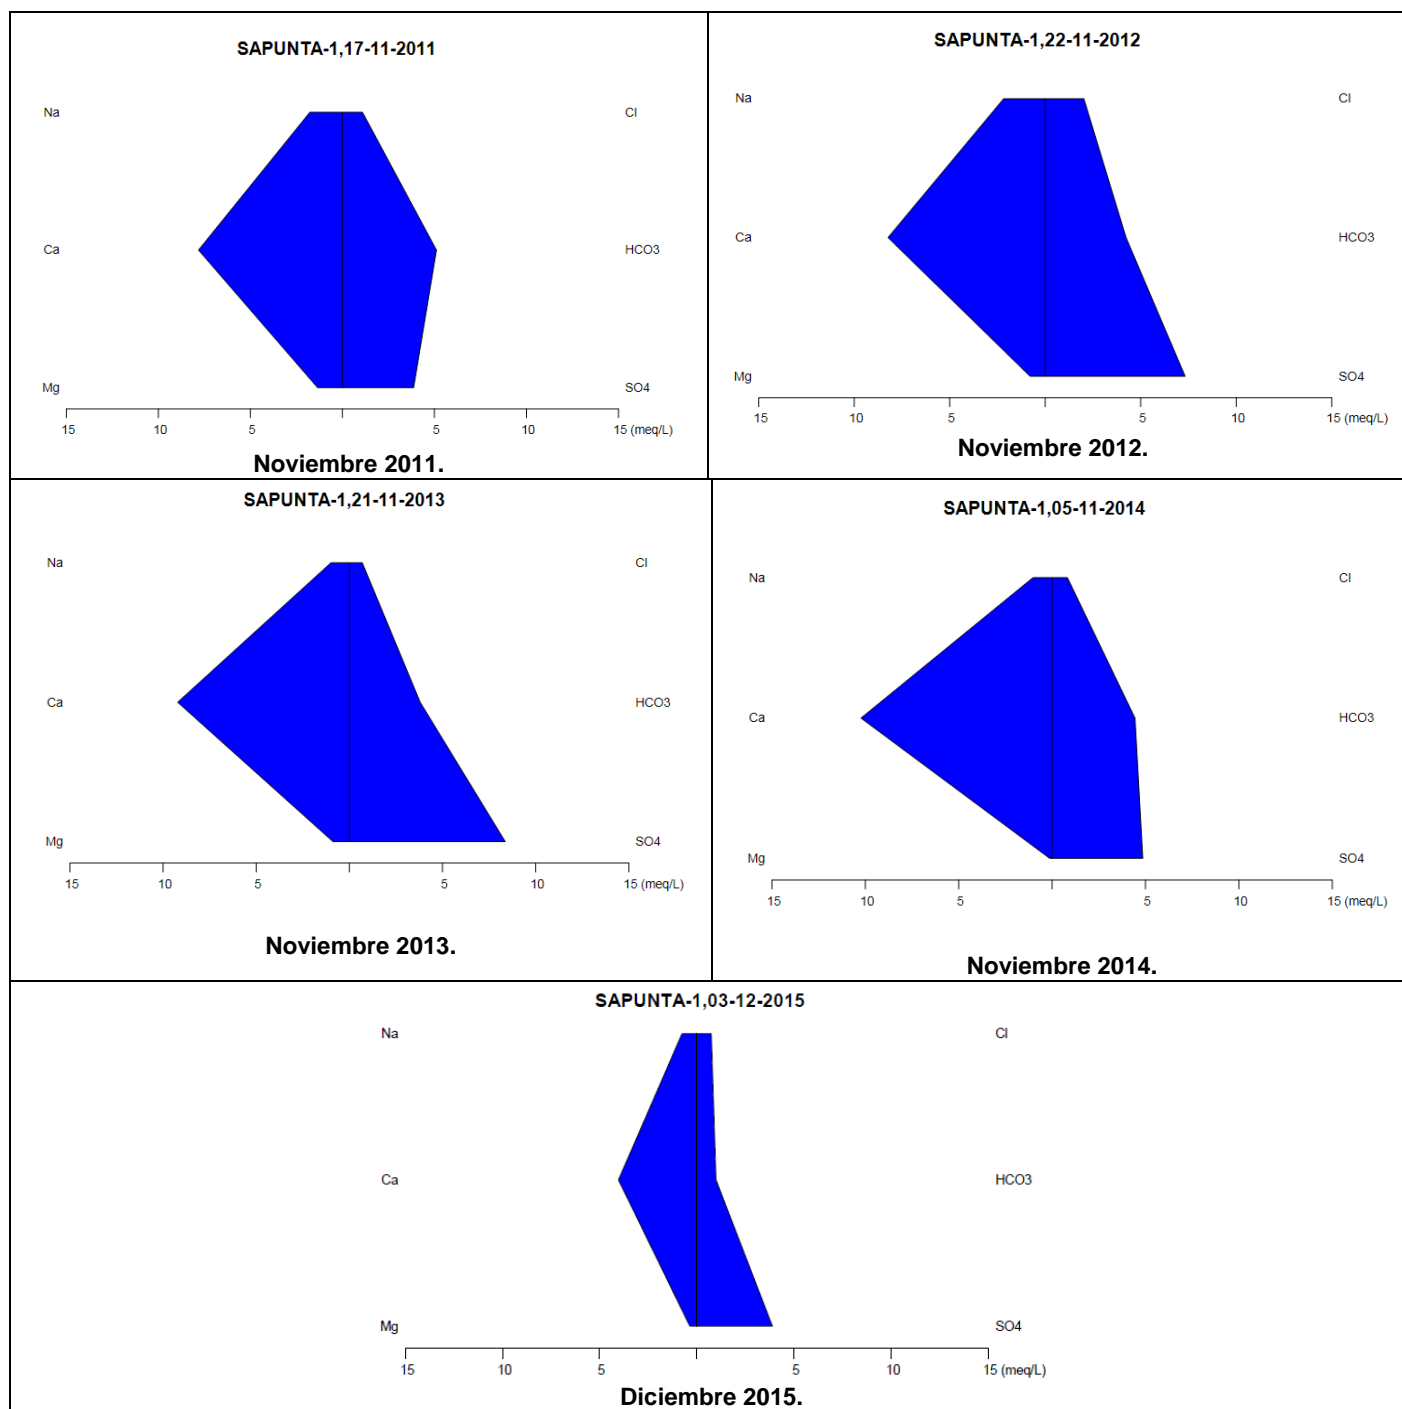 SAPUNTA-1,17-11-2011
Na Cl
Ca HCO3
Mg SO4
15 10 5 5 10 15 (meq/L)
Noviembre 2011.
SAPUNTA-1,22-11-2012
Na Cl
Ca HCO3
Mg SO4
15 10 5 5 10 15 (meq/L)
Noviembre 2012.
SAPUNTA-1,21-11-2013
Na Cl
Ca HCO3
Mg SO4
15 10 5 5 10 15 (meq/L)
Noviembre 2013.
SAPUNTA-1,05-11-2014
Na Cl
Ca HCO3
Mg SO4
15 10 5 5 10 15 (meq/L)
Noviembre 2014.
SAPUNTA-1,03-12-2015
Na Cl
Ca HCO3
Mg SO4
15 10 5 5 10 15 (meq/L)
Diciembre 2015.